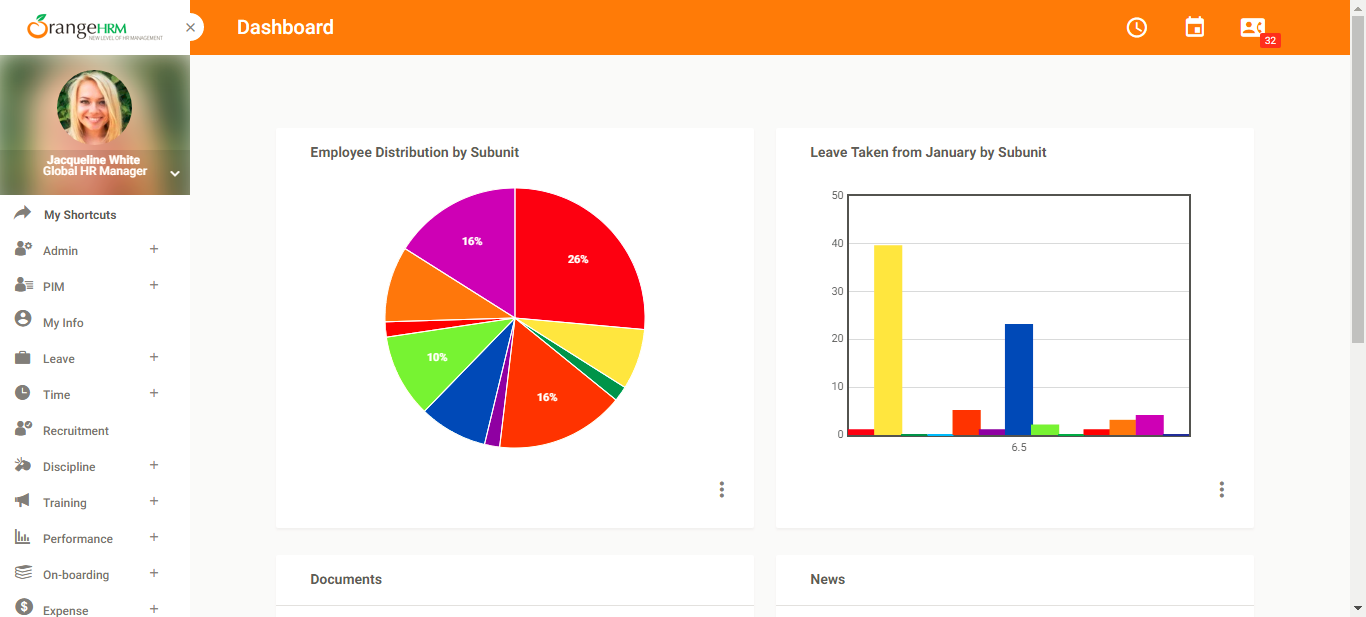 OrangeHRM
NEW LEVEL OF HR MANAGEMENT
Dashboard
32
Jacqueline White
Global HR Manager
My Shortcuts
Admin
PIM
My Info
Leave
Time
Recruitment
Discipline
Training
Performance
On-boarding
Expense
Employee Distribution by Subunit
16%
26%
10%
16%
Leave Taken from January by Subunit
50
40
30
20
10
0
6.5
Documents
News